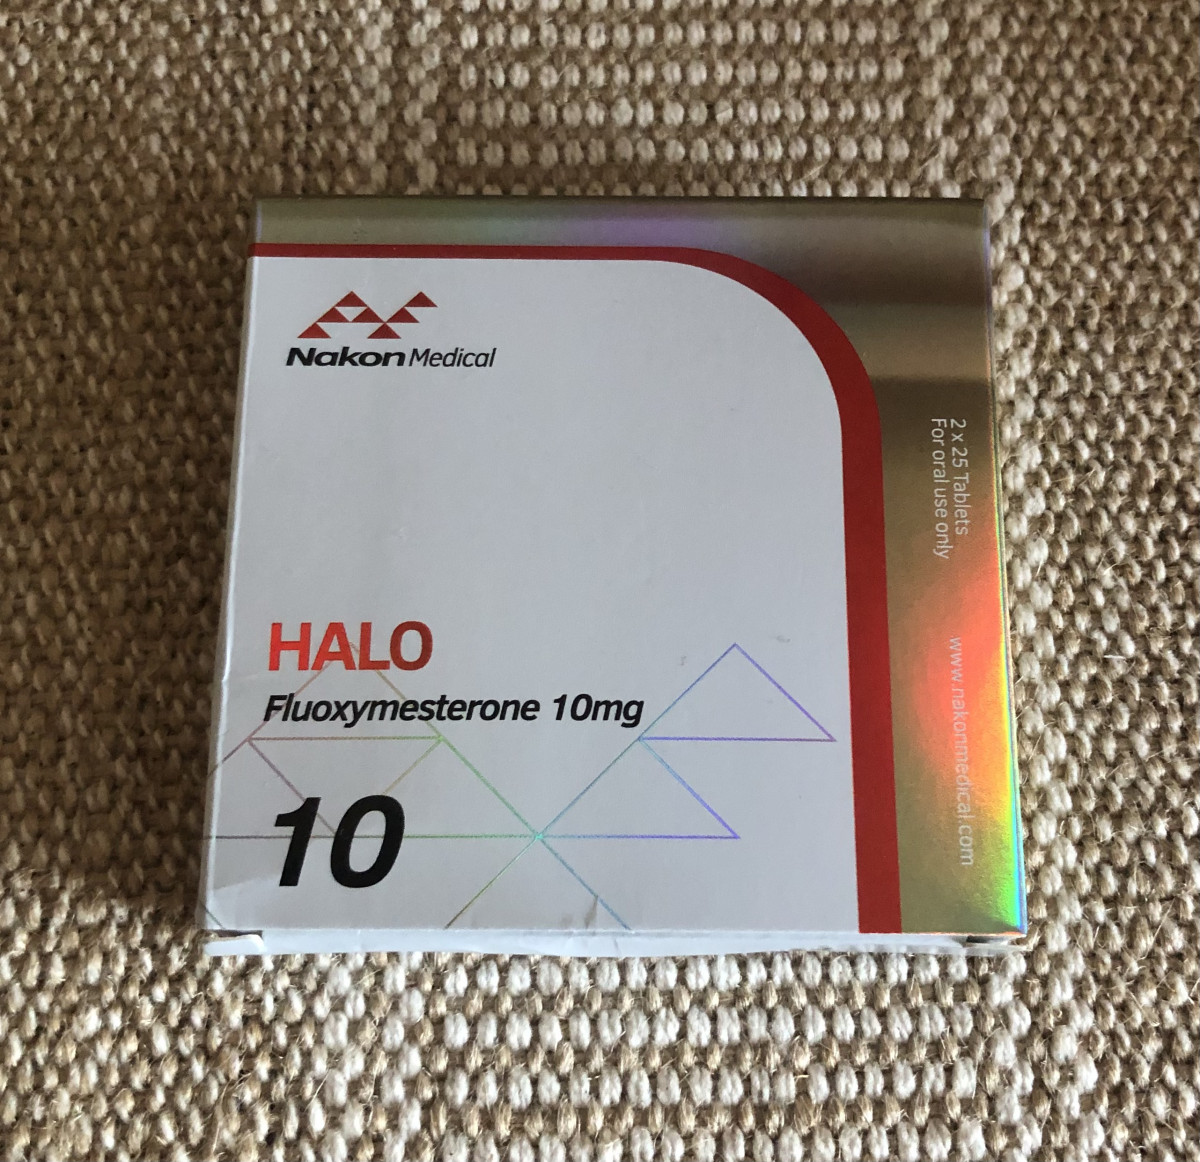 Nakon Medical
HALO
Fluoxymesterone 10mg
10
2 x 25 Tablets
For oral use only
www.nakonmedical.com